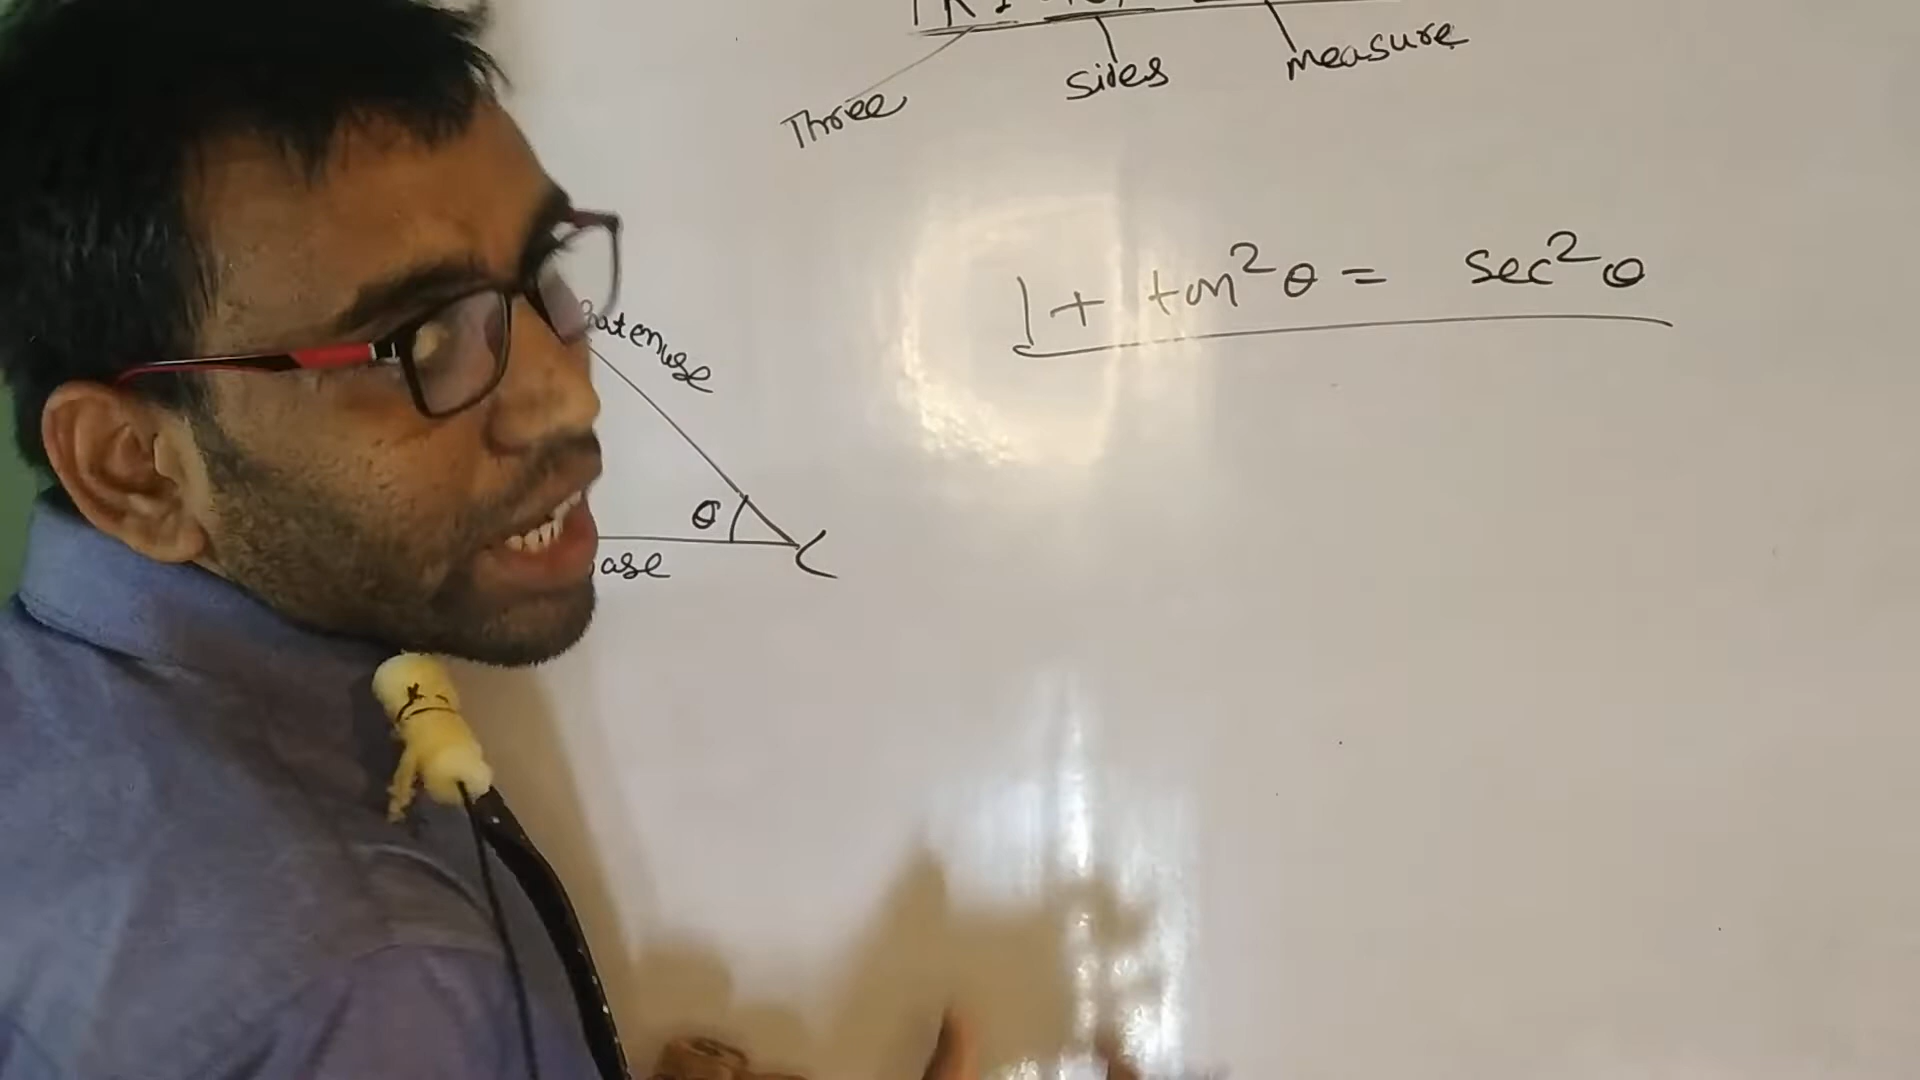 Three sides measure
1 + tan²θ = sec²θ
θ
C